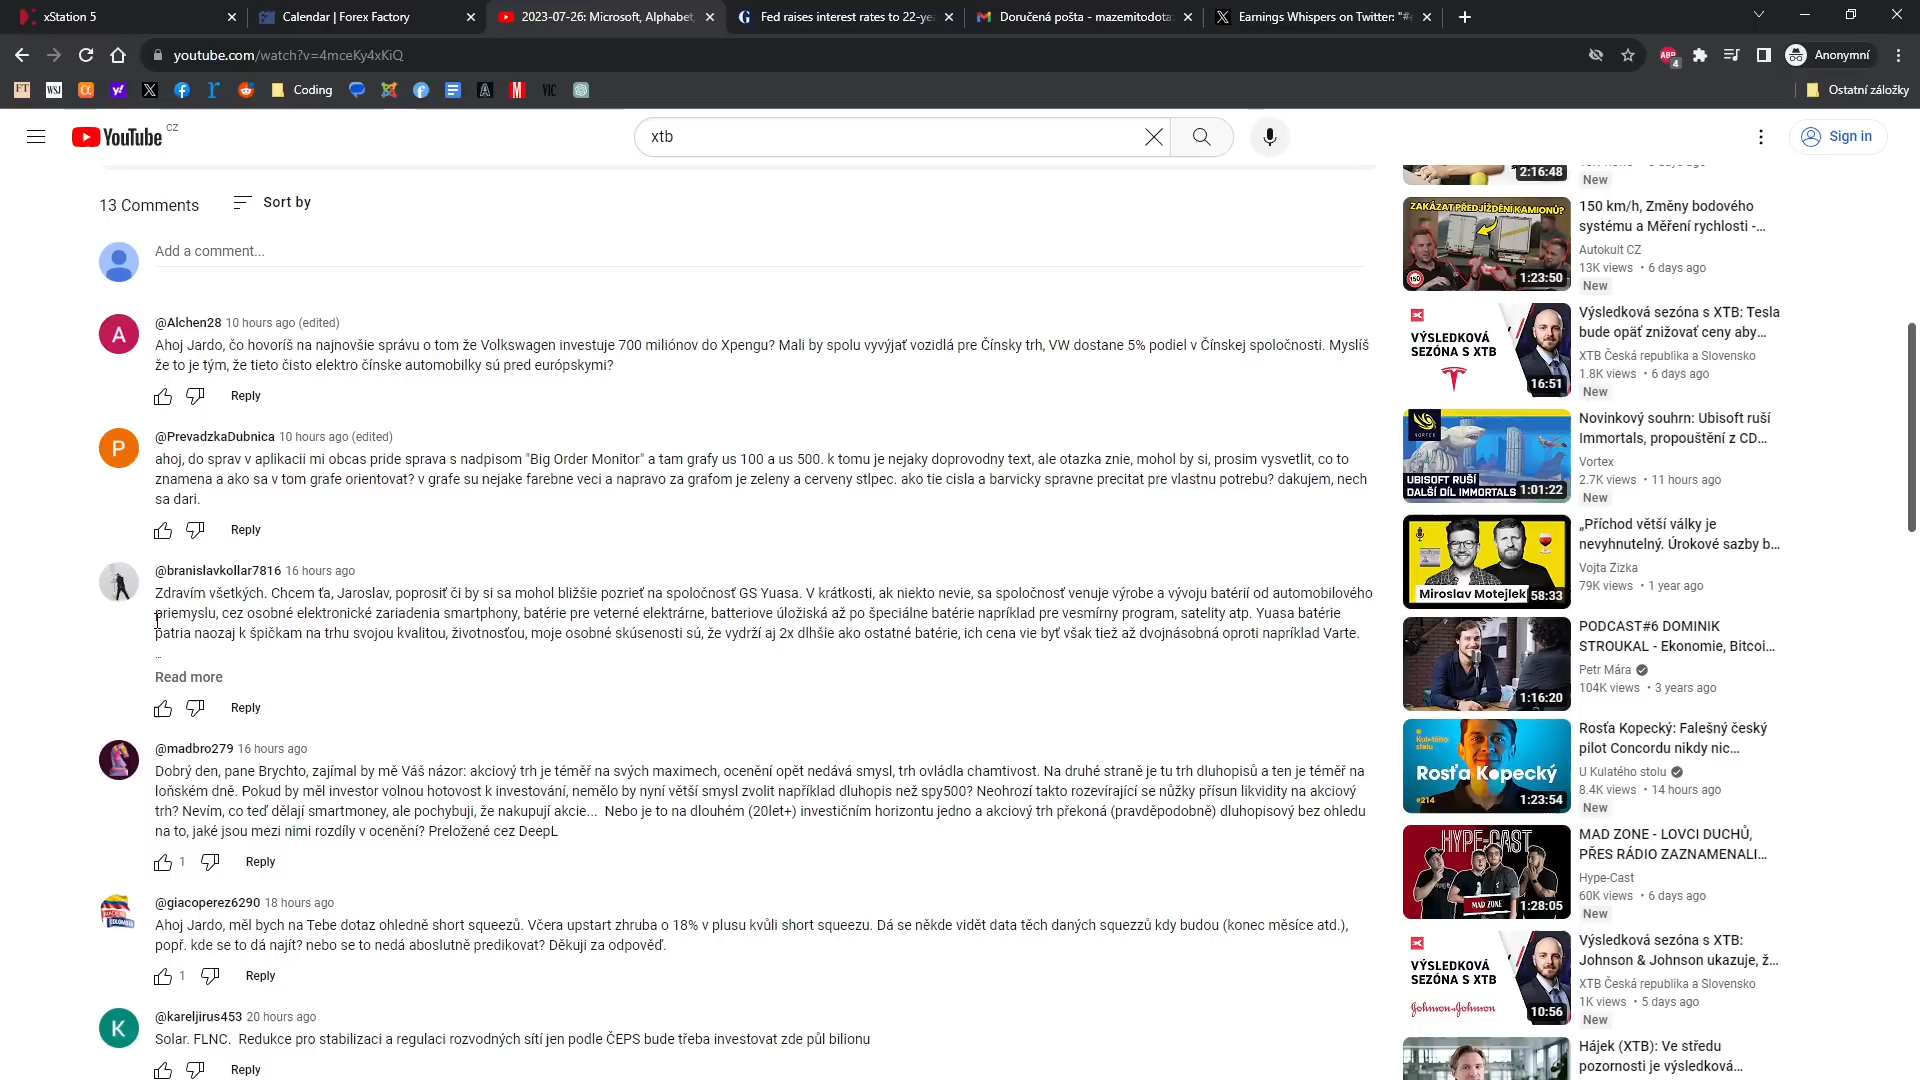 xStation 5
Calendar | Forex Factory
2023-07-26: Microsoft, Alphabet,
Fed raises interest rates to 22-ye
Doručená pošta - mazemitodota
Earnings Whispers on Twitter: "#
youtube.com/watch?v=4mceKy4xKiQ
ABP
4
Anonymní
FT
WSJ
Coding
VIC
Ostatní záložky
YouTube CZ
xtb
Sign in
13 Comments
Sort by
Add a comment...
@Alchen28 10 hours ago (edited)
Ahoj Jardo, čo hovoríš na najnovšie správu o tom že Volkswagen investuje 700 miliónov do Xpengu? Mali by spolu vyvýjať vozidlá pre Čínsky trh, VW dostane 5% podiel v Čínskej spoločnosti. Myslíš
že to je tým, že tieto čisto elektro čínske automobilky sú pred európskymi?
Reply
@PrevadzkaDubnica 10 hours ago (edited)
ahoj, do sprav v aplikacii mi obcas pride sprava s nadpisom "Big Order Monitor" a tam grafy us 100 a us 500. k tomu je nejaky doprovodny text, ale otazka znie, mohol by si, prosim vysvetlit, co to
znamena a ako sa v tom grafe orientovat? v grafe su nejake farebne veci a napravo za grafom je zeleny a cerveny stlpec. ako tie cisla a barvicky spravne precitat pre vlastnu potrebu? dakujem, nech
sa dari.
Reply
@branislavkollar7816 16 hours ago
Zdravím všetkých. Chcem ťa, Jaroslav, poprosiť či by si sa mohol bližšie pozrieť na spoločnosť GS Yuasa. V krátkosti, ak niekto nevie, sa spoločnosť venuje výrobe a vývoju batérií od automobilového
priemyslu, cez osobné elektronické zariadenia smartphony, batérie pre veterné elektrárne, batteriove úložiská až po špeciálne batérie napríklad pre vesmírny program, satelity atp. Yuasa batérie
patria naozaj k špičkam na trhu svojou kvalitou, životnosťou, moje osobné skúsenosti sú, že vydrží aj 2x dlhšie ako ostatné batérie, ich cena vie byť však tiež až dvojnásobná oproti napríklad Varte.
...
Read more
Reply
@madbro279 16 hours ago
Dobrý den, pane Brychto, zajímal by mě Váš názor: akciový trh je téměř na svých maximech, ocenění opět nedává smysl, trh ovládla chamtivost. Na druhé straně je tu trh dluhopisů a ten je téměř na
loňském dně. Pokud by měl investor volnou hotovost k investování, nemělo by nyní větší smysl zvolit například dluhopis než spy500? Neohrozí takto rozevírající se nůžky přísun likvidity na akciový
trh? Nevím, co teď dělají smartmoney, ale pochybuji, že nakupují akcie... Nebo je to na dlouhém (20let+) investičním horizontu jedno a akciový trh překoná (pravděpodobně) dluhopisový bez ohledu
na to, jaké jsou mezi nimi rozdíly v ocenění? Preložené cez DeepL
1 Reply
@giacoperez6290 18 hours ago
Ahoj Jardo, měl bych na Tebe dotaz ohledně short squeezů. Včera upstart zhruba o 18% v plusu kvůli short squeezu. Dá se někde vidět data těch daných squezzů kdy budou (konec měsíce atd.),
popř. kde se to dá najít? nebo se to nedá aboslutně predikovat? Děkuji za odpověď.
1 Reply
@kareljirus453 20 hours ago
Solar. FLNC. Redukce pro stabilizaci a regulaci rozvodných sítí jen podle ČEPS bude třeba investovat zde půl bilionu
Reply
2:16:48
New
ZAKÁZAT PŘEDJÍŽDĚNÍ KAMIONŮ?
150
1:23:50
150 km/h, Změny bodového
systému a Měření rychlosti -...
Autokult CZ
13K views • 6 days ago
New
VÝSLEDKOVÁ
SEZÓNA S XTB
16:51
Výsledková sezóna s XTB: Tesla
bude opäť znižovať ceny aby...
XTB Česká republika a Slovensko
1.8K views • 6 days ago
New
VORTEX
UBISOFT RUŠÍ
DALŠÍ DÍL IMMORTALS
1:01:22
Novinkový souhrn: Ubisoft ruší
Immortals, propouštění z CD...
Vortex
2.7K views • 11 hours ago
New
Miroslav Motejlek
58:33
„Příchod větší války je
nevyhnutelný. Úrokové sazby b...
Vojta Zizka
79K views • 1 year ago
1:16:20
PODCAST#6 DOMINIK
STROUKAL - Ekonomie, Bitcoi...
Petr Mára
104K views • 3 years ago
U Kulatého stolu
Rosťa Kopecký
#214
1:23:54
Rosťa Kopecký: Falešný český
pilot Concordu nikdy nic...
U Kulatého stolu
8.4K views • 14 hours ago
New
HYPE-CAST
MAD ZONE
1:28:05
MAD ZONE - LOVCI DUCHŮ,
PŘES RÁDIO ZAZNAMENALI...
Hype-Cast
60K views • 6 days ago
New
VÝSLEDKOVÁ
SEZÓNA S XTB
Johnson&Johnson
10:56
Výsledková sezóna s XTB:
Johnson & Johnson ukazuje, ž...
XTB Česká republika a Slovensko
1K views • 5 days ago
New
Hájek (XTB): Ve středu
pozornosti je výsledková...